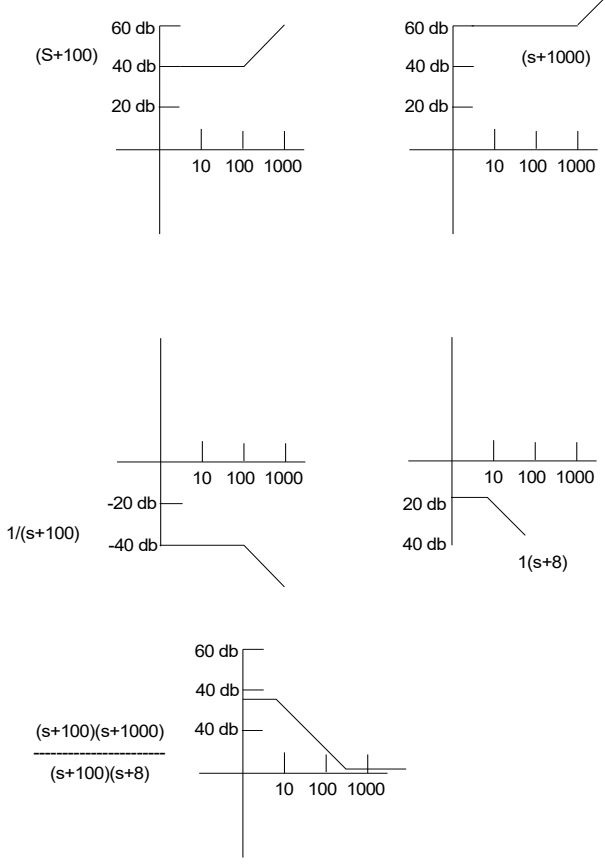 60 db
(S+100)
40 db
20 db
10 100 1000
60 db
40 db
(s+1000)
20 db
10 100 1000
10 100 1000
-20 db
1/(s+100)
-40 db
10 100 1000
20 db
40 db
1(s+8)
60 db
40 db
(s+100)(s+1000)
40 db
-----------------------
(s+100)(s+8)
10 100 1000